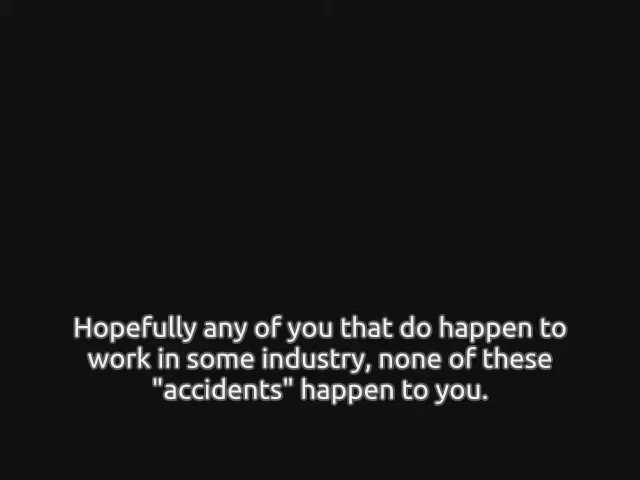 Hopefully any of you that do happen to
work in some industry, none of these
"accidents" happen to you.